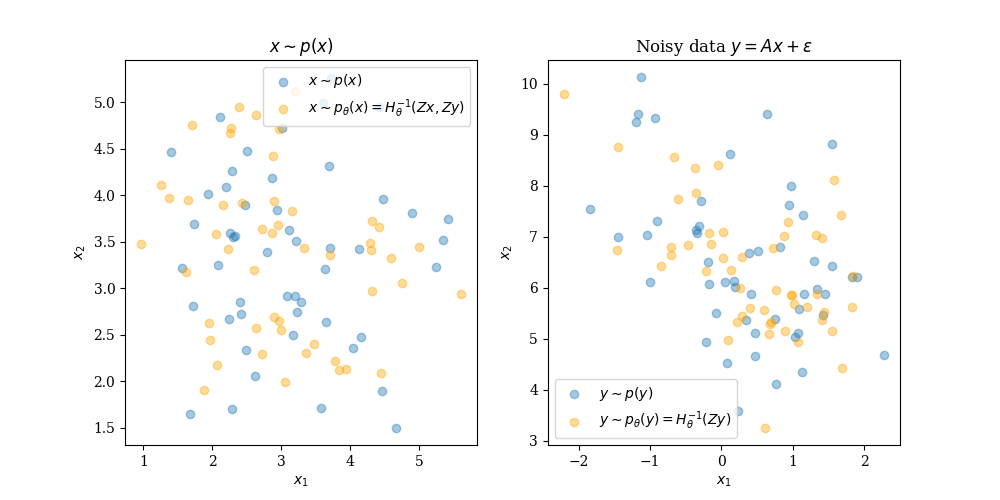 x ∼ p(x)
x ∼ p(x)
x ∼ p_θ(x) = H_θ^{-1}(Zx, Zy)
5.0
4.5
4.0
3.5
3.0
2.5
2.0
1.5
x_2
1 2 3 4 5
x_1
Noisy data y = Ax + ε
10
9
8
7
6
5
4
3
x_2
y ∼ p(y)
y ∼ p_θ(y) = H_θ^{-1}(Zy)
−2 −1 0 1 2
x_1